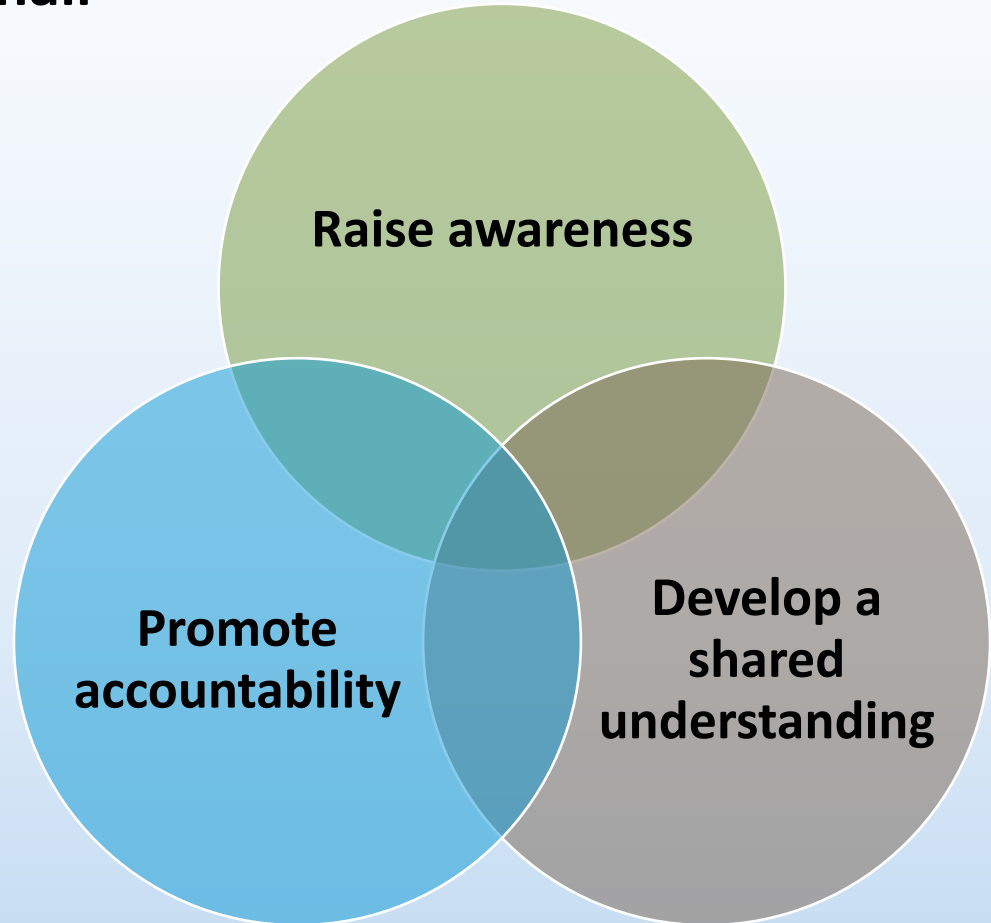 Raise awareness
Promote
accountability
Develop a
shared
understanding